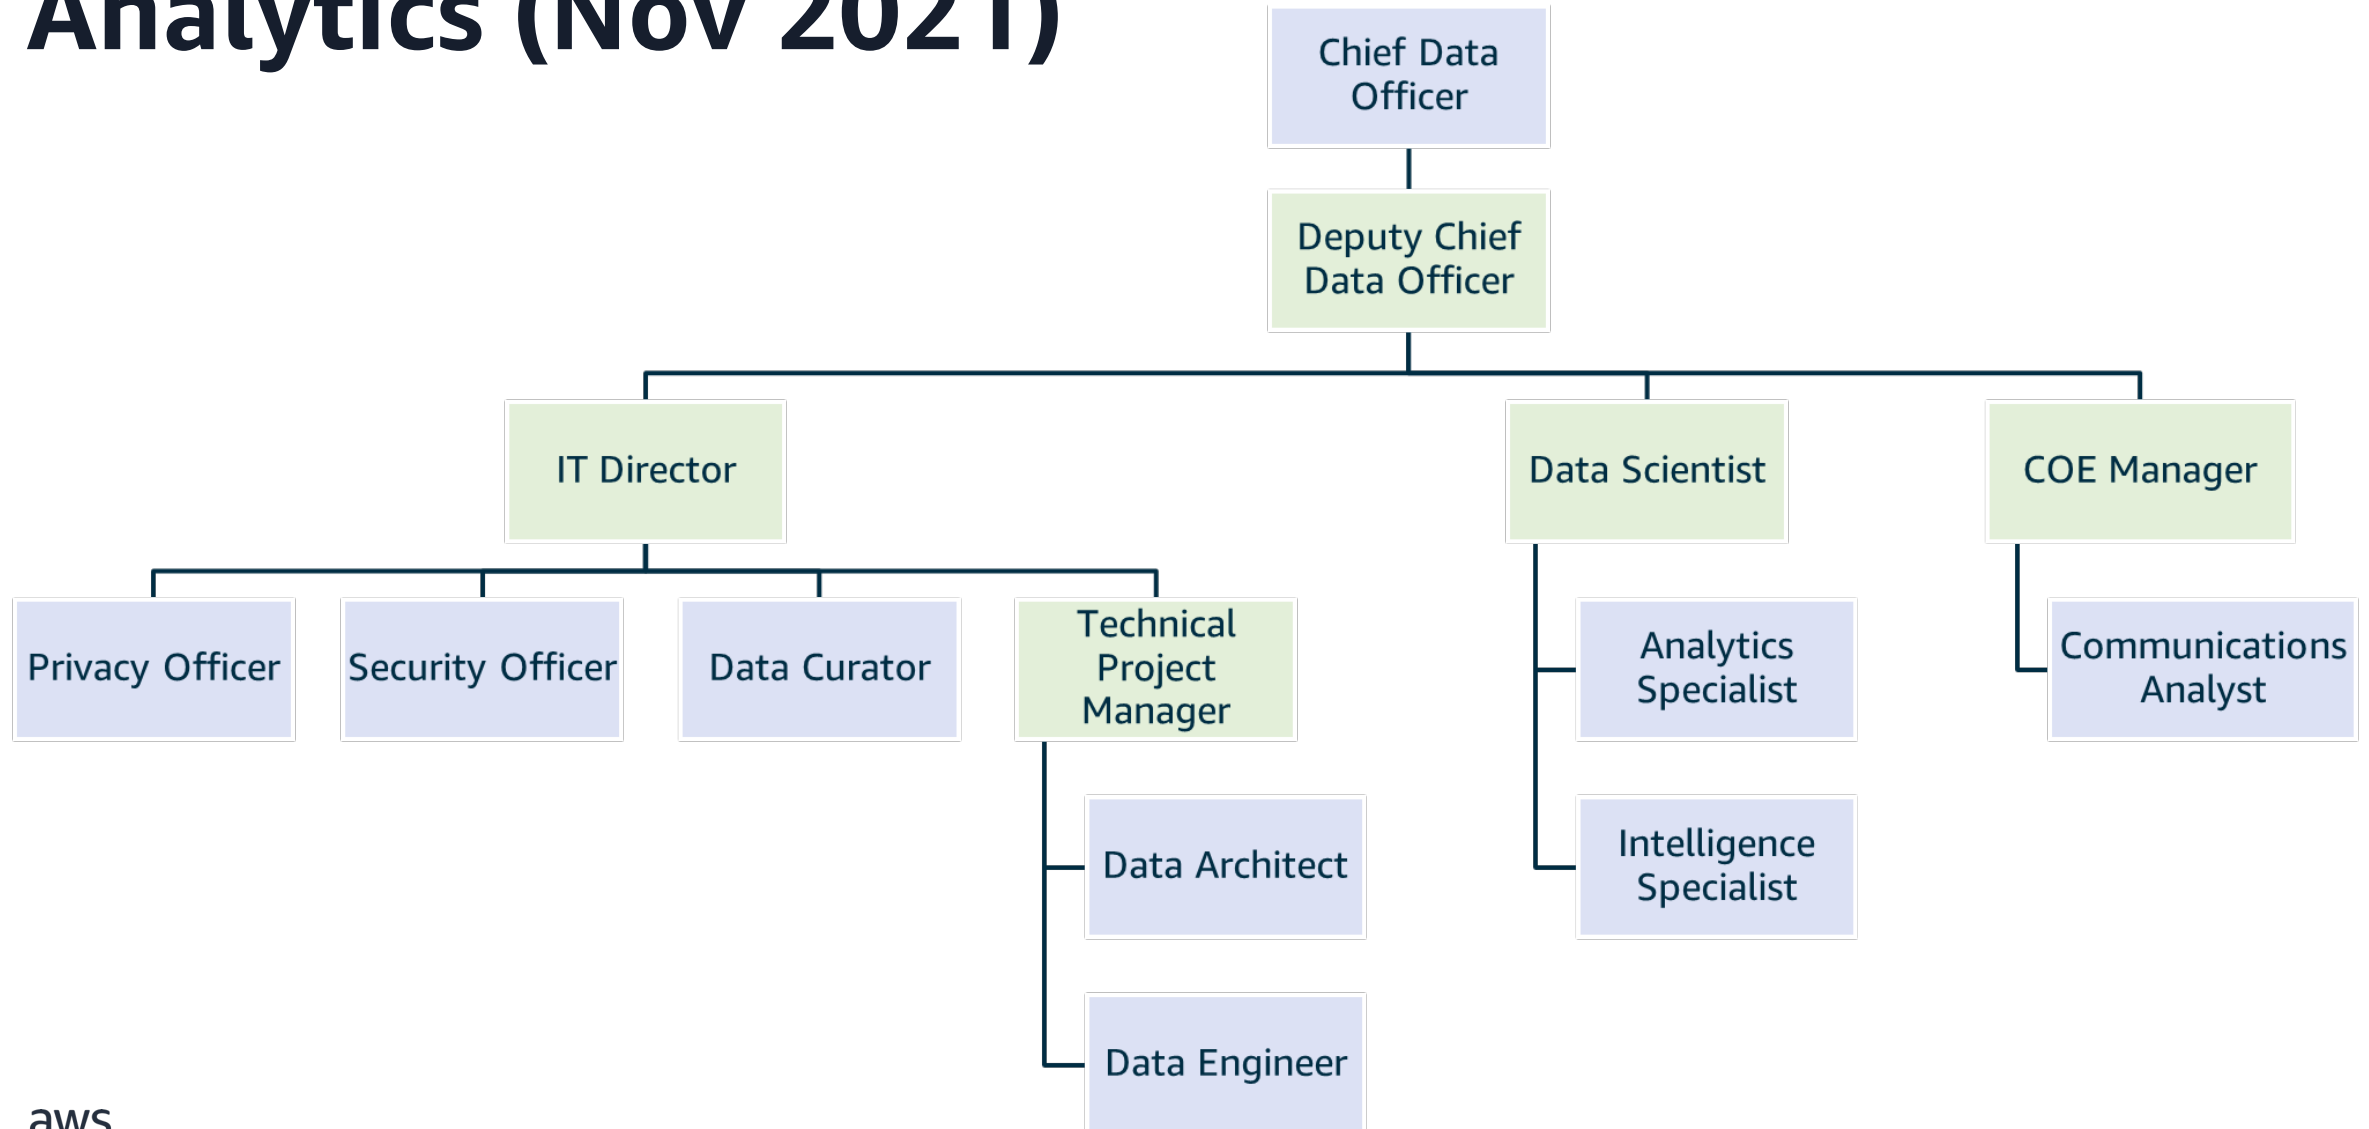 Analytics (Nov 2021)
Chief Data
Officer
Deputy Chief
Data Officer
IT Director
Data Scientist
COE Manager
Privacy Officer
Security Officer
Data Curator
Technical
Project
Manager
Analytics
Specialist
Communications
Analyst
Data Architect
Intelligence
Specialist
Data Engineer
aws